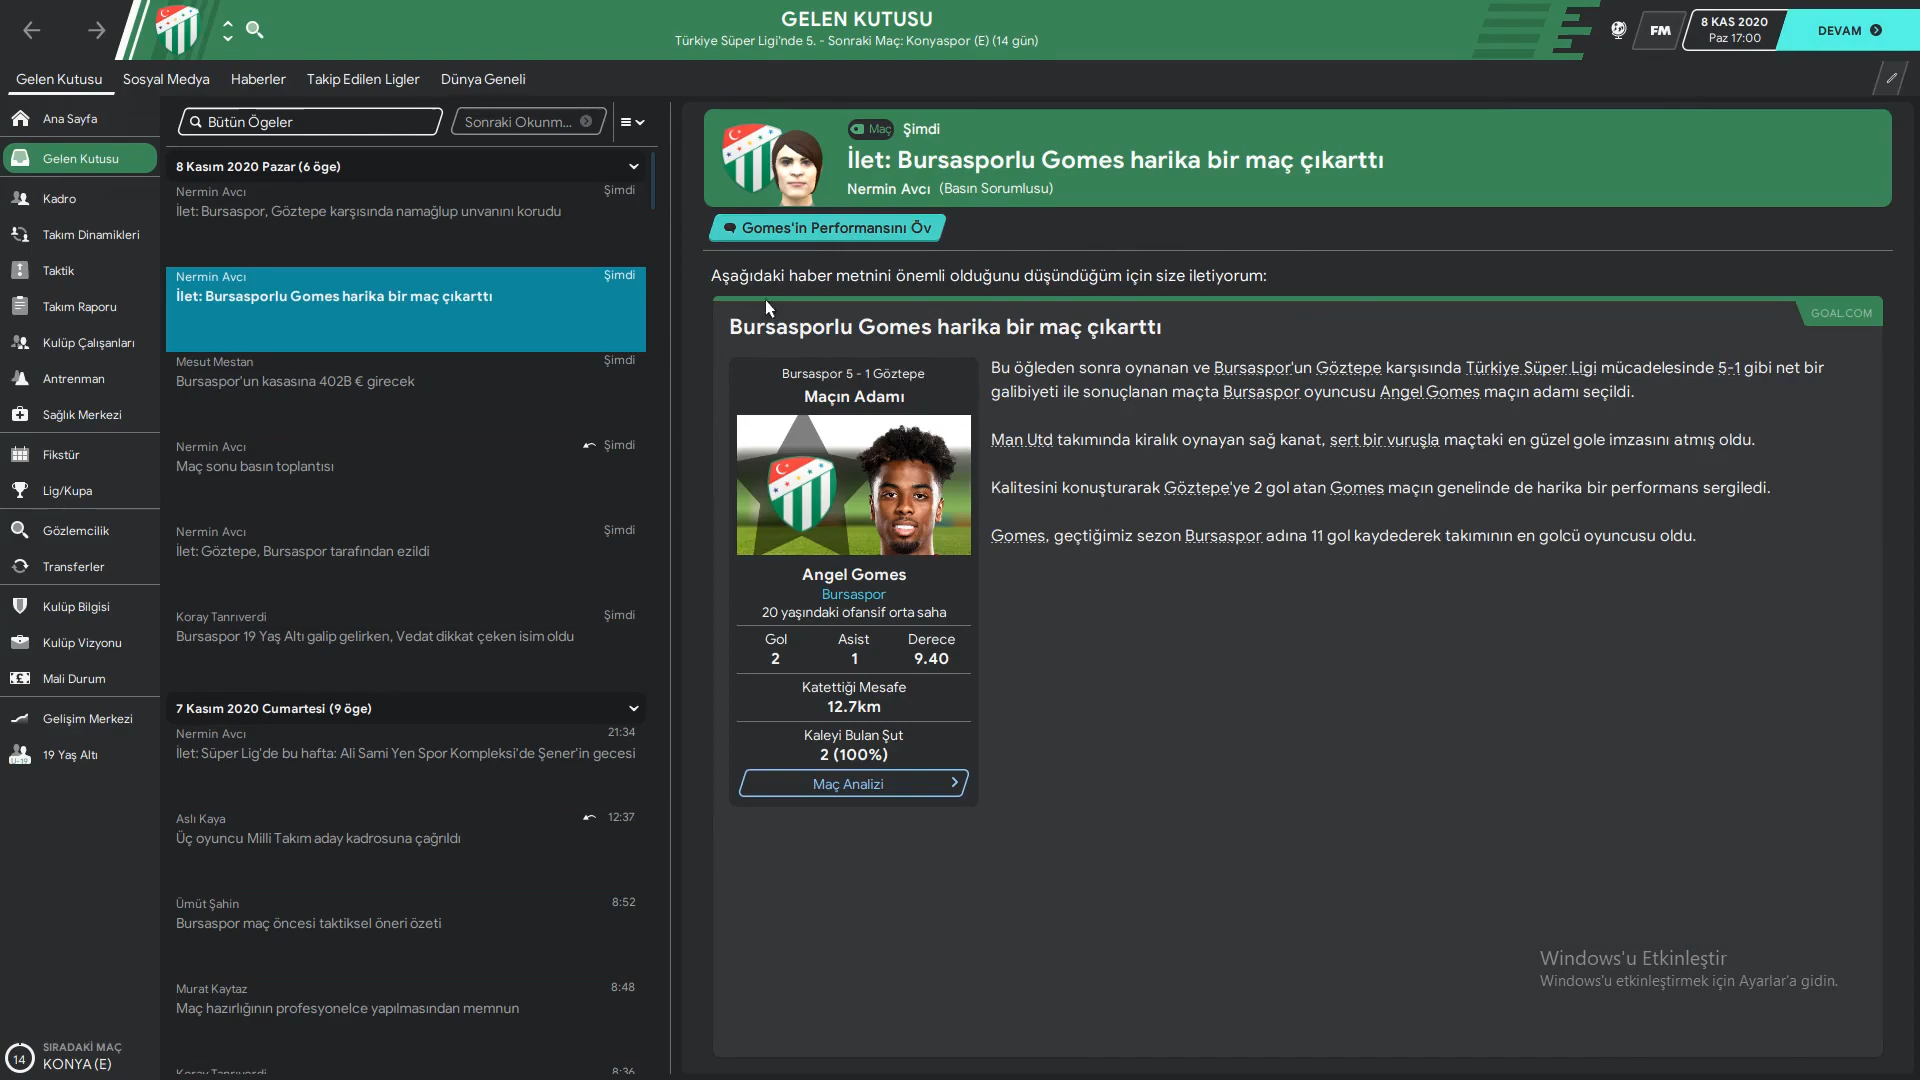 GELEN KUTUSU
Türkiye Süper Ligi'nde 5. - Sonraki Maç: Konyaspor (E) (14 gün)
FM
8 KAS 2020
Paz 17:00
DEVAM
Gelen Kutusu
Sosyal Medya
Haberler
Takip Edilen Ligler
Dünya Geneli
Ana Sayfa
Gelen Kutusu
Kadro
Takım Dinamikleri
Taktik
Takım Raporu
Kulüp Çalışanları
Antrenman
Sağlık Merkezi
Fikstür
Lig/Kupa
Gözlemcilik
Transferler
Kulüp Bilgisi
Kulüp Vizyonu
Mali Durum
Gelişim Merkezi
U-19
19 Yaş Altı
14
SIRADAKİ MAÇ
KONYA (E)
Bütün Ögeler
Sonraki Okunm...
8 Kasım 2020 Pazar (6 öge)
Nermin Avcı
Şimdi
İlet: Bursaspor, Göztepe karşısında namağlup unvanını korudu
Nermin Avcı
Şimdi
İlet: Bursasporlu Gomes harika bir maç çıkarttı
Mesut Mestan
Şimdi
Bursaspor'un kasasına 402B € girecek
Nermin Avcı
Şimdi
Maç sonu basın toplantısı
Nermin Avcı
Şimdi
İlet: Göztepe, Bursaspor tarafından ezildi
Koray Tanrıverdi
Şimdi
Bursaspor 19 Yaş Altı galip gelirken, Vedat dikkat çeken isim oldu
7 Kasım 2020 Cumartesi (9 öge)
Nermin Avcı
21:34
İlet: Süper Lig'de bu hafta: Ali Sami Yen Spor Kompleksi'de Şener'in gecesi
Aslı Kaya
12:37
Üç oyuncu Milli Takım aday kadrosuna çağrıldı
Ümüt Şahin
8:52
Bursaspor maç öncesi taktiksel öneri özeti
Murat Kaytaz
8:48
Maç hazırlığının profesyonelce yapılmasından memnun
Koray Tanrıverdi
8:36
Maç
Şimdi
İlet: Bursasporlu Gomes harika bir maç çıkarttı
Nermin Avcı (Basın Sorumlusu)
Gomes'in Performansını Öv
Aşağıdaki haber metnini önemli olduğunu düşündüğüm için size iletiyorum:
GOAL.COM
Bursasporlu Gomes harika bir maç çıkarttı
Bursaspor 5 - 1 Göztepe
Maçın Adamı
Angel Gomes
Bursaspor
20 yaşındaki ofansif orta saha
Gol Asist Derece
2 1 9.40
Katettiği Mesafe
12.7km
Kaleyi Bulan Şut
2 (100%)
Maç Analizi
Bu öğleden sonra oynanan ve Bursaspor'un Göztepe karşısında Türkiye Süper Ligi mücadelesinde 5-1 gibi net bir
galibiyeti ile sonuçlanan maçta Bursaspor oyuncusu Angel Gomes maçın adamı seçildi.
Man Utd takımında kiralık oynayan sağ kanat, sert bir vuruşla maçtaki en güzel gole imzasını atmış oldu.
Kalitesini konuşturarak Göztepe'ye 2 gol atan Gomes maçın genelinde de harika bir performans sergiledi.
Gomes, geçtiğimiz sezon Bursaspor adına 11 gol kaydederek takımının en golcü oyuncusu oldu.
Windows'u Etkinleştir
Windows'u etkinleştirmek için Ayarlar'a gidin.